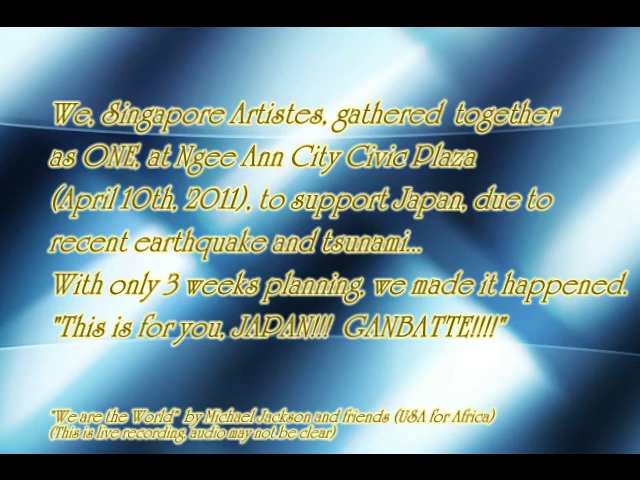 We, Singapore Artistes, gathered together
as ONE, at Ngee Ann City Civic Plaza
(April 10th, 2011), to support Japan, due to
recent earthquake and tsunami...
With only 3 weeks planning, we made it happened.
"This is for you, JAPAN!!! GANBATTE!!!!"
"We are the World" by Michael Jackson and friends (USA for Africa)
(This is live recording, audio may not be clear)